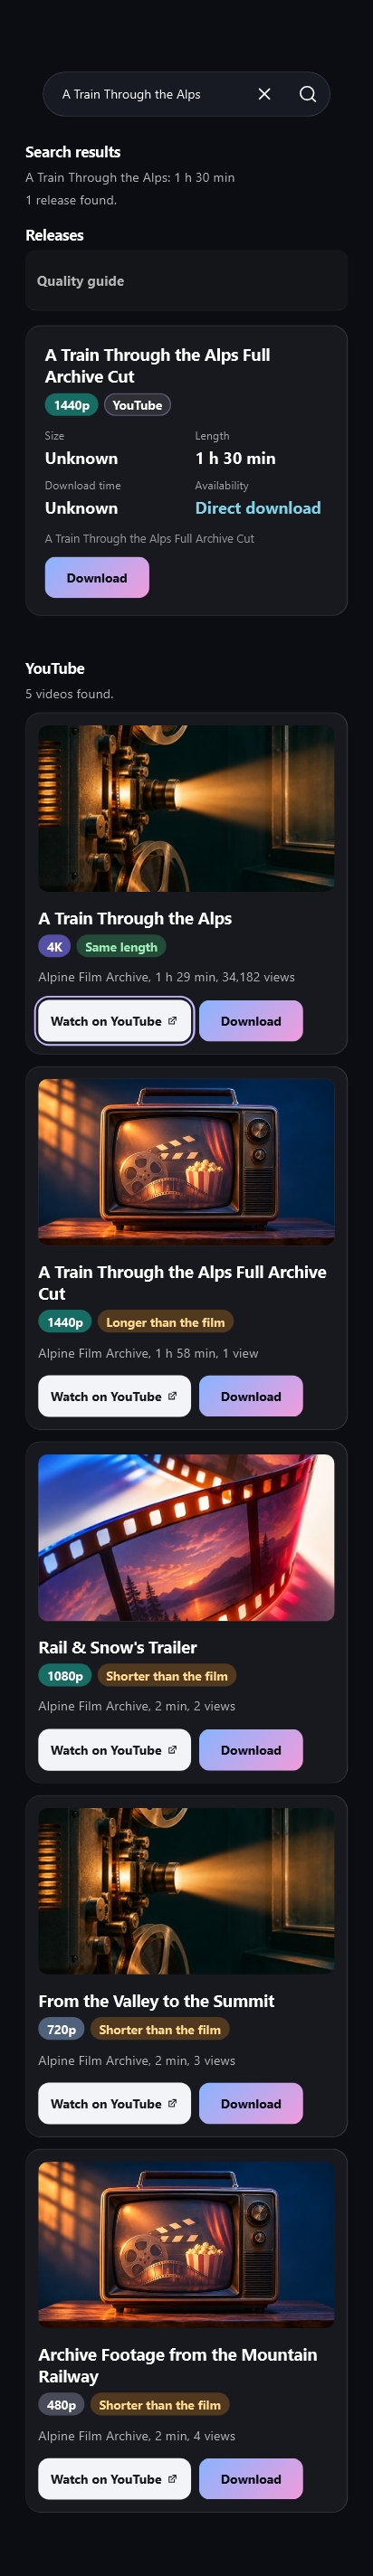 A Train Through the Alps
Search results
A Train Through the Alps: 1 h 30 min
1 release found.
Releases
Quality guide
A Train Through the Alps Full
Archive Cut
1440p YouTube
Size Length
Unknown 1 h 30 min
Download time Availability
Unknown Direct download
A Train Through the Alps Full Archive Cut
Download
YouTube
5 videos found.
A Train Through the Alps
4K Same length
Alpine Film Archive, 1 h 29 min, 34,182 views
Watch on YouTube Download
A Train Through the Alps Full Archive
Cut
1440p Longer than the film
Alpine Film Archive, 1 h 58 min, 1 view
Watch on YouTube Download
Rail & Snow's Trailer
1080p Shorter than the film
Alpine Film Archive, 2 min, 2 views
Watch on YouTube Download
From the Valley to the Summit
720p Shorter than the film
Alpine Film Archive, 2 min, 3 views
Watch on YouTube Download
Archive Footage from the Mountain
Railway
480p Shorter than the film
Alpine Film Archive, 2 min, 4 views
Watch on YouTube Download